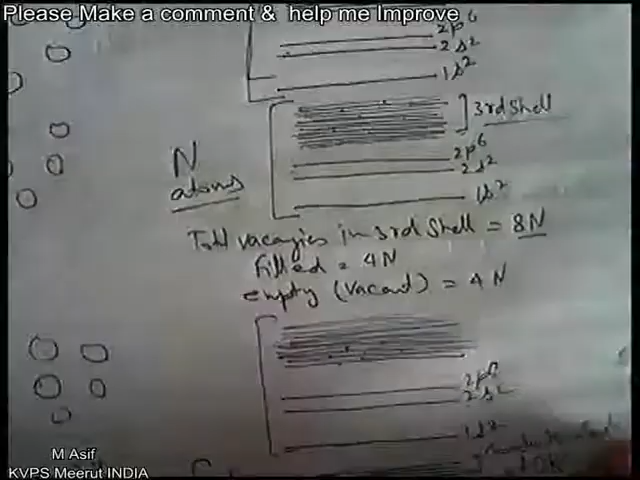 Please Make a comment & help me Improve
2p6
2s2
1s2
3rd Shell
N
atoms
2p6
2s2
1s2
Total vacancies in 3rd Shell = 8N
filled = 4N
empty (Vacant) = 4N
2p6
2s2
1s2
M Asif
KVPS Meerut INDIA